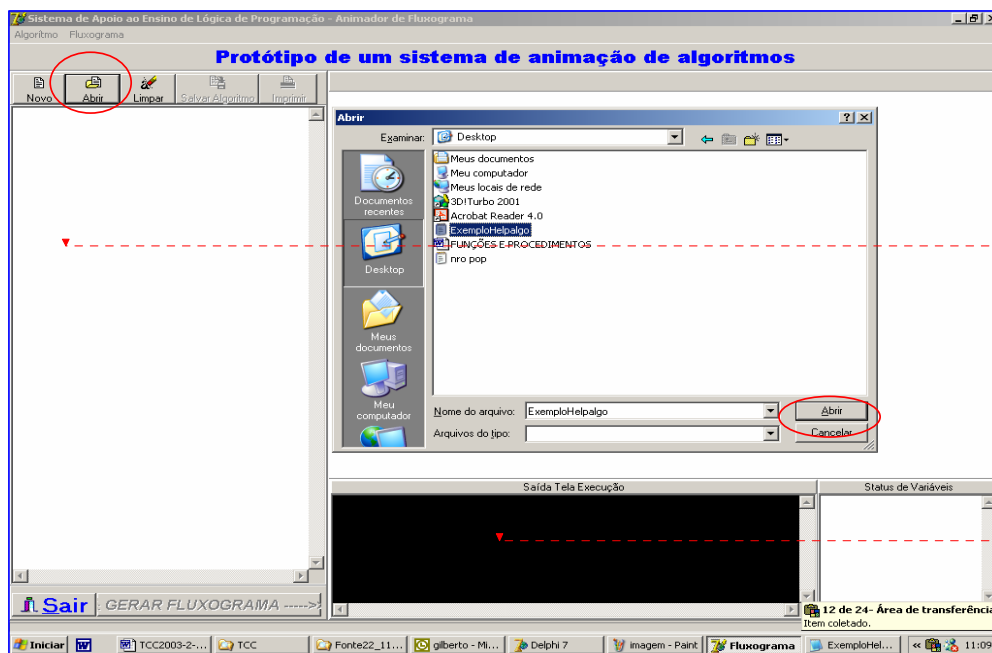 Sistema de Apoio ao Ensino de Lógica de Programação - Animador de Fluxograma
Algorítmo Fluxograma
Protótipo de um sistema de animação de algoritmos
Novo Abrir Limpar Salvar Algoritmo Imprimir
Abrir
Examinar: Desktop
Documentos recentes
Desktop
Meus documentos
Meu computador
Meus documentos
Meu computador
Meus locais de rede
3D!Turbo 2001
Acrobat Reader 4.0
ExemploHelpalgo
FUNÇÕES E PROCEDIMENTOS
nro pop
Nome do arquivo: ExemploHelpalgo Abrir
Arquivos do tipo: Cancelar
Saída Tela Execução Status de Variáveis
Sair GERAR FLUXOGRAMA ----->
12 de 24- Área de transferência
Item coletado.
Iniciar TCC2003-2-... TCC Fonte22_11... gilberto - Mi... Delphi 7 imagem - Paint Fluxograma ExemploHel... « 11:09